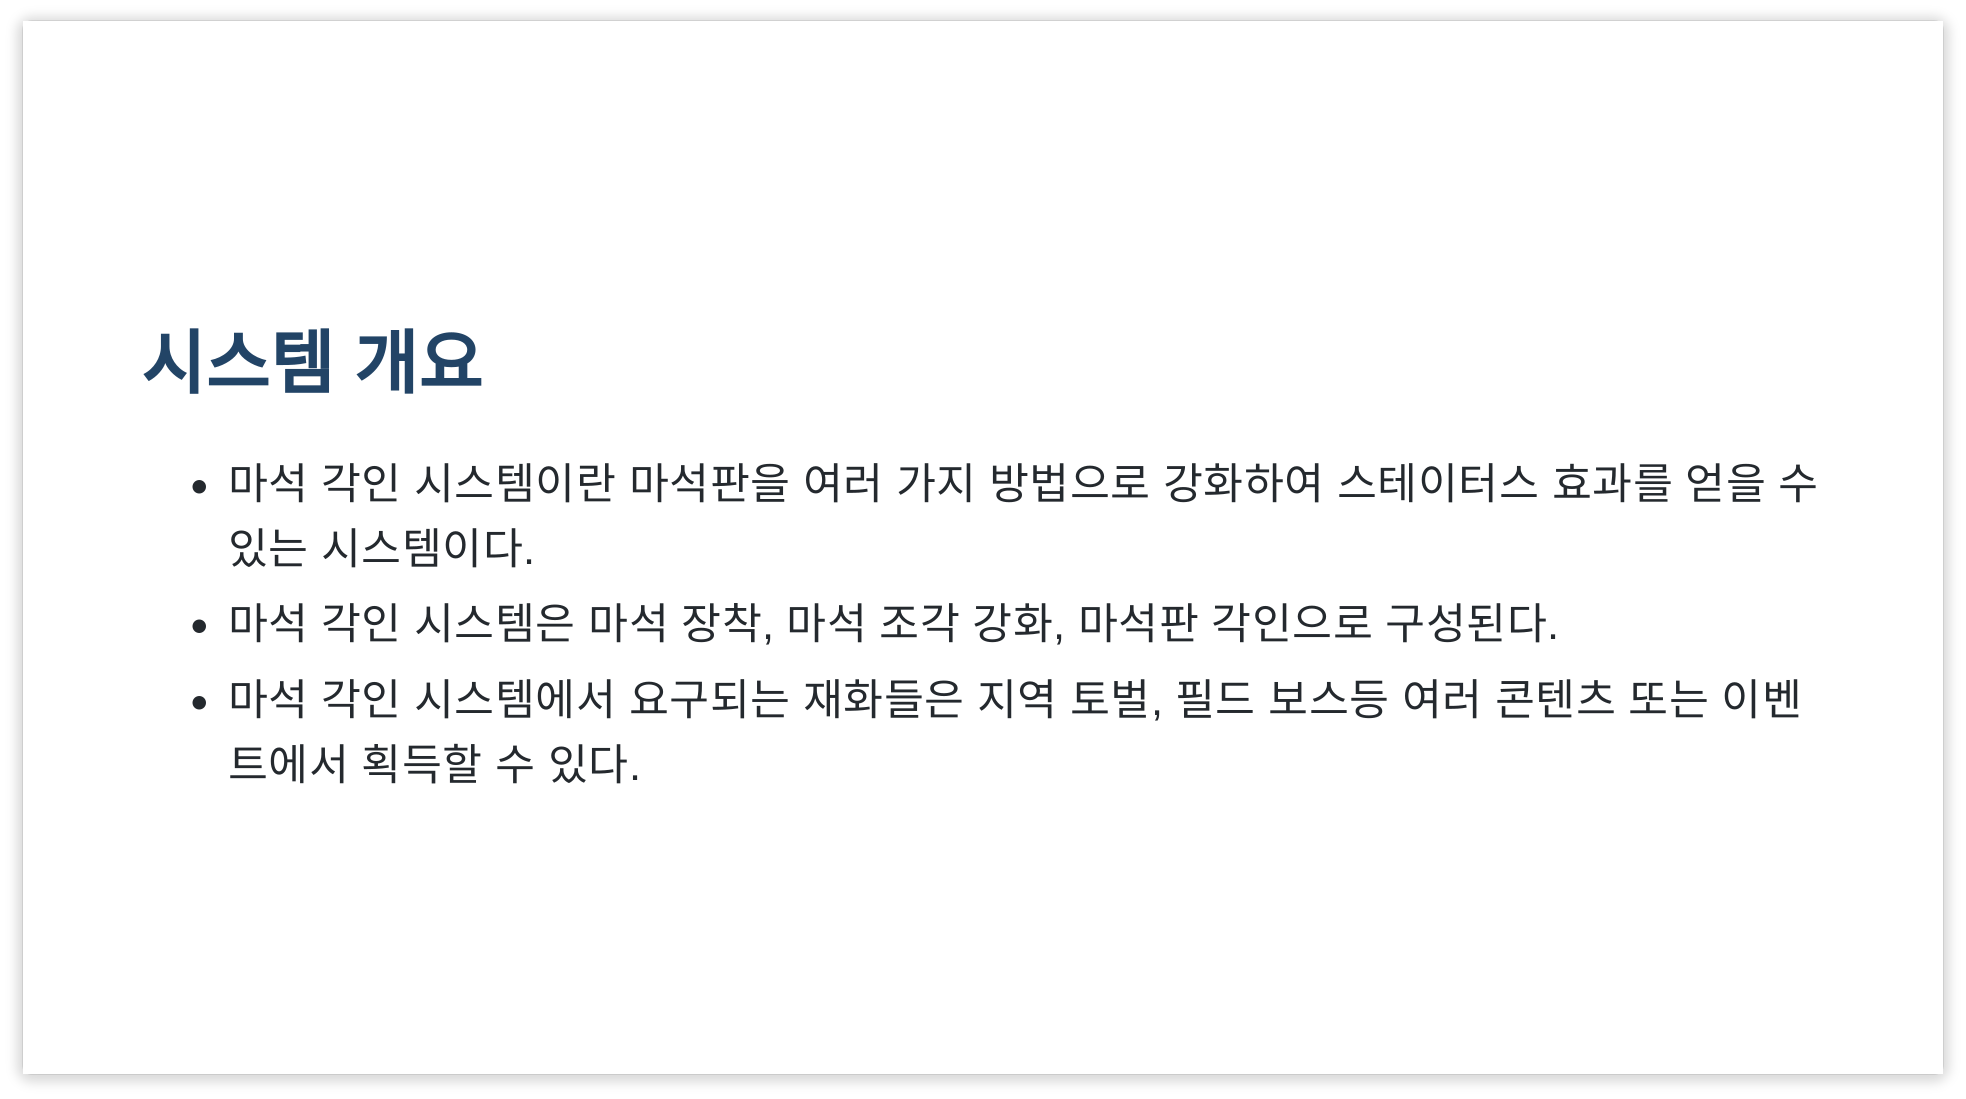 시스템 개요
• 마석 각인 시스템이란 마석판을 여러 가지 방법으로 강화하여 스테이터스 효과를 얻을 수
있는 시스템이다.
• 마석 각인 시스템은 마석 장착, 마석 조각 강화, 마석판 각인으로 구성된다.
• 마석 각인 시스템에서 요구되는 재화들은 지역 토벌, 필드 보스등 여러 콘텐츠 또는 이벤
트에서 획득할 수 있다.